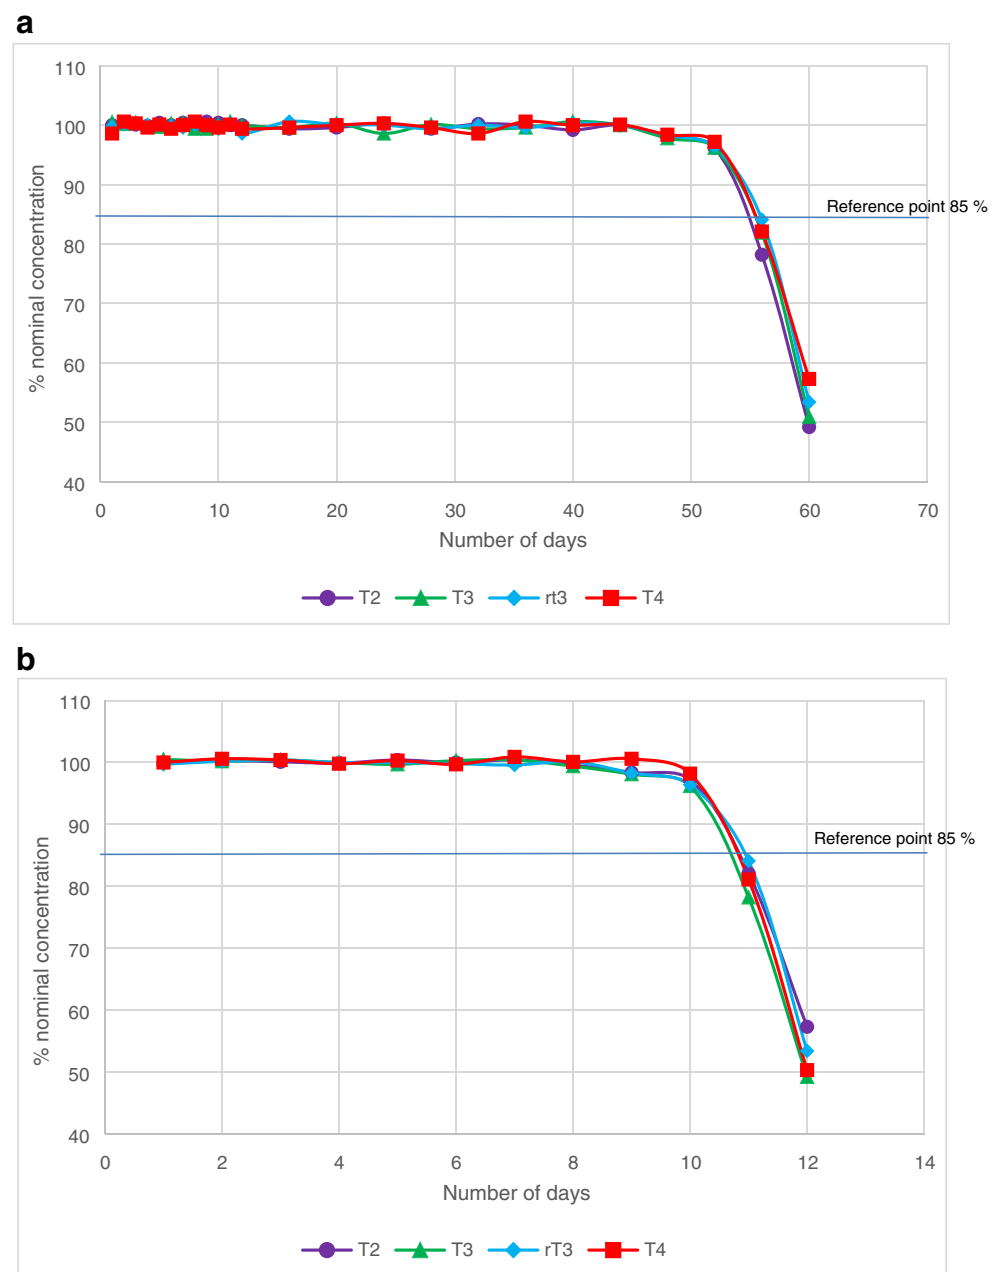 a
110
100
90
80
70
60
50
40
% nominal concentration
Reference point 85 %
0 10 20 30 40 50 60 70
Number of days
T2 T3 rt3 T4
b
110
100
90
80
70
60
50
40
% nominal concentration
Reference point 85 %
0 2 4 6 8 10 12 14
Number of days
T2 T3 rT3 T4